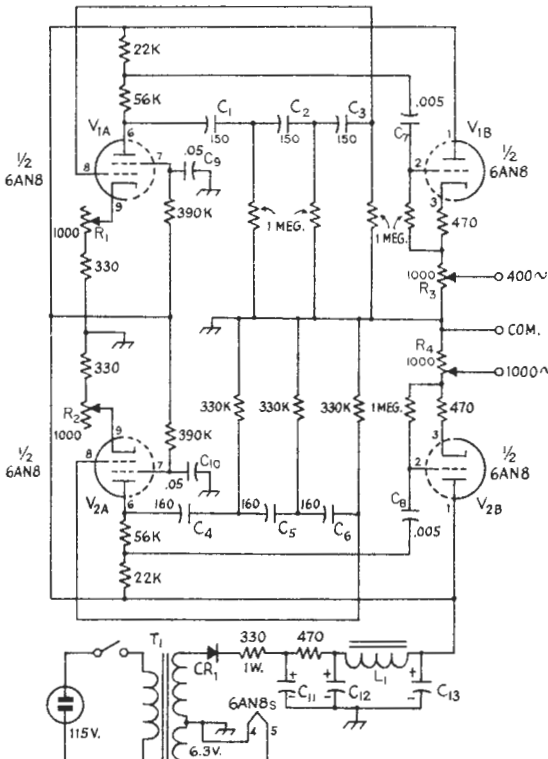 22K
56K
C1
C2
C3
150
150
150
.005
C7
V1A
6
7
8
9
.05
C9
1/2
6AN8
V1B
1
2
3
1/2
6AN8
390K
1 MEG.
1 MEG.
470
1000
R1
330
1000
R3
400~
COM.
R4
1000
1000~
330
R2
1000
9
330K
330K
330K
1 MEG.
470
1/2
6AN8
8
7
6
390K
.05
C10
3
2
1
1/2
6AN8
V2A
160
160
160
C4
C5
C6
C8
.005
V2B
56K
22K
T1
CR1
330
1W.
470
L1
+
C11
+
C12
+
-
C13
6AN8s
4
5
115V.
6.3V.